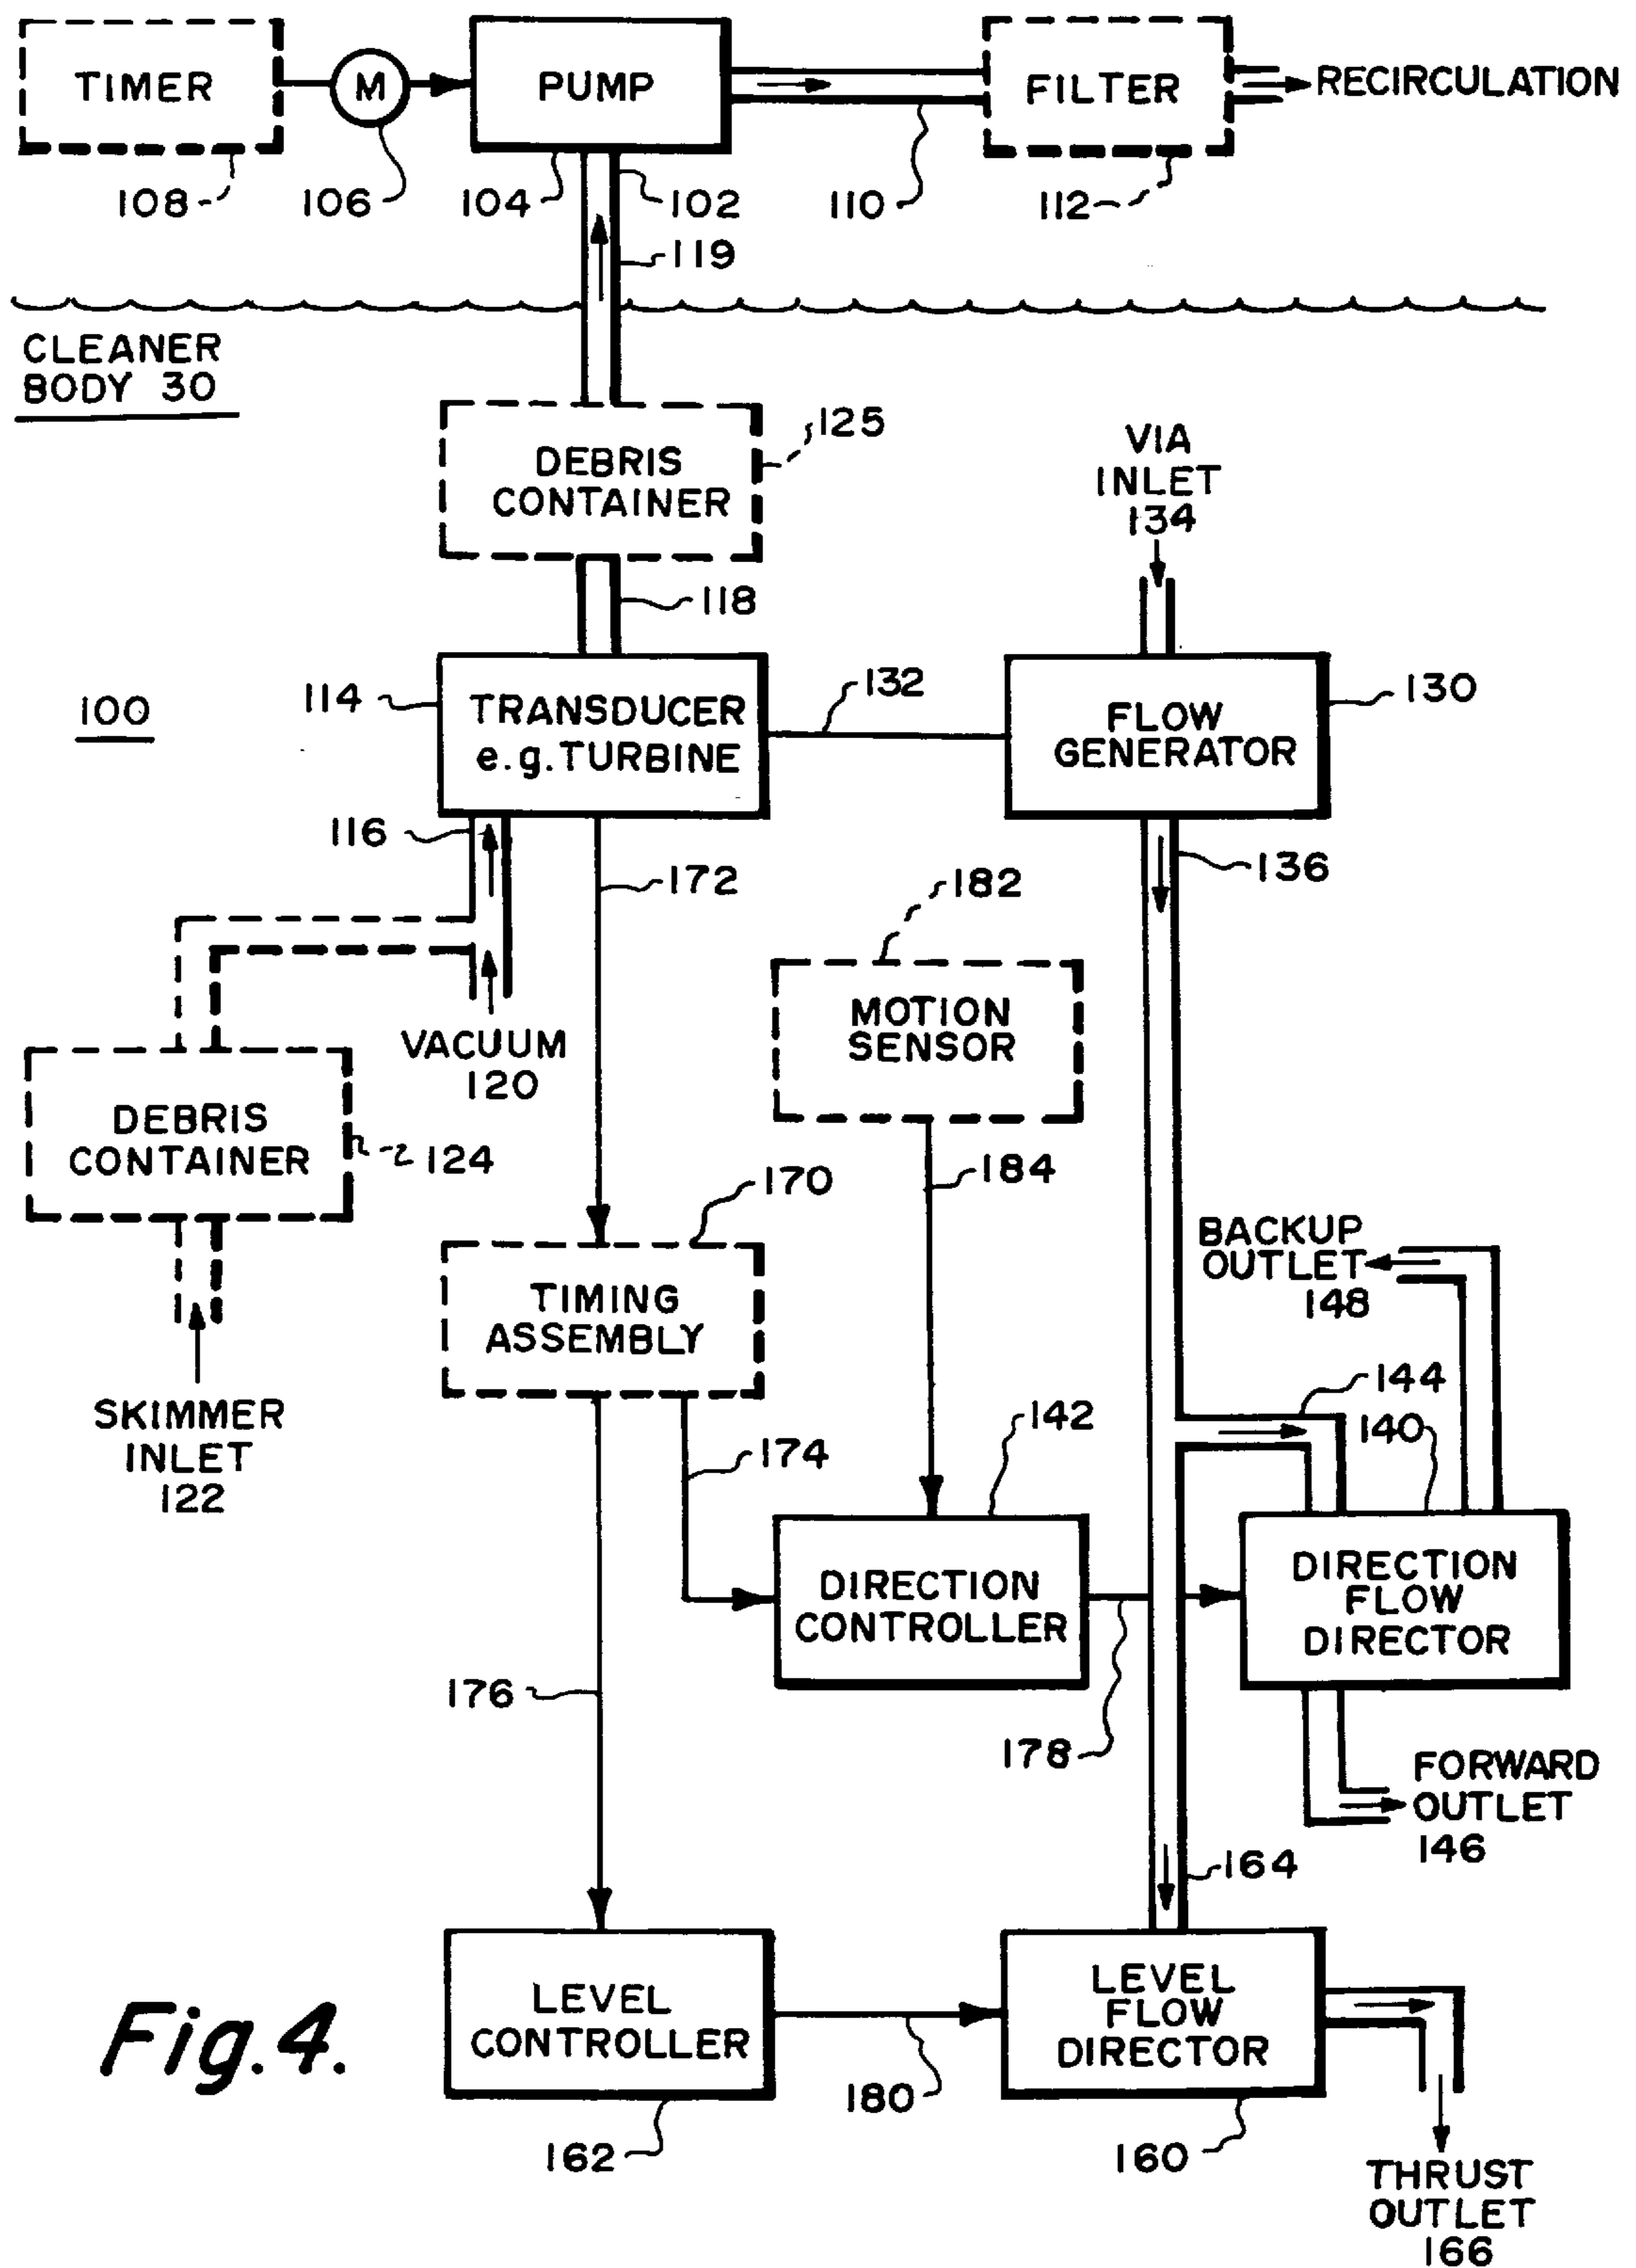 TIMER
M
PUMP
FILTER
RECIRCULATION
108
106
104
102
110
112
119
CLEANER
BODY 30
DEBRIS
CONTAINER
125
VIA
INLET
134
118
100
114
TRANSDUCER
e.g. TURBINE
132
FLOW
GENERATOR
130
116
172
136
182
MOTION
SENSOR
VACUUM
120
DEBRIS
CONTAINER
124
184
170
BACKUP
OUTLET
148
TIMING
ASSEMBLY
144
SKIMMER
INLET
122
174
142
140
DIRECTION
CONTROLLER
DIRECTION
FLOW
DIRECTOR
176
178
FORWARD
OUTLET
146
164
LEVEL
CONTROLLER
LEVEL
FLOW
DIRECTOR
Fig. 4.
180
162
160
THRUST
OUTLET
166